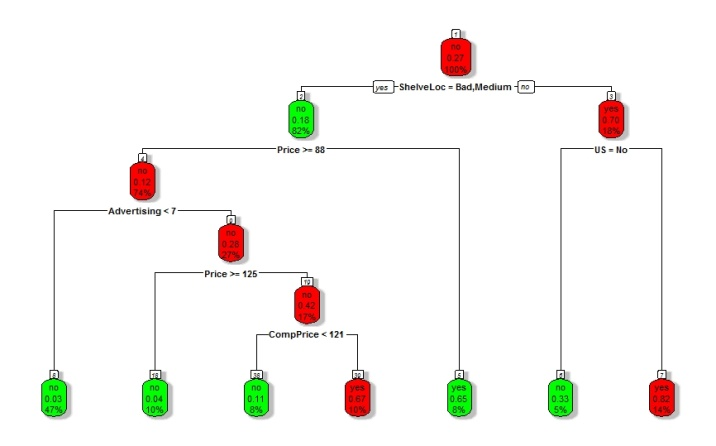 1
no
0.27
100%
yes
ShelveLoc = Bad,Medium
no
2
no
0.18
82%
3
yes
0.70
18%
Price >= 88
US = No
4
no
0.12
74%
Advertising < 7
9
no
0.28
27%
Price >= 125
19
no
0.42
17%
CompPrice < 121
8
no
0.03
47%
18
no
0.04
10%
38
no
0.11
8%
39
yes
0.67
10%
5
yes
0.65
8%
no
0.33
5%
7
yes
0.82
14%